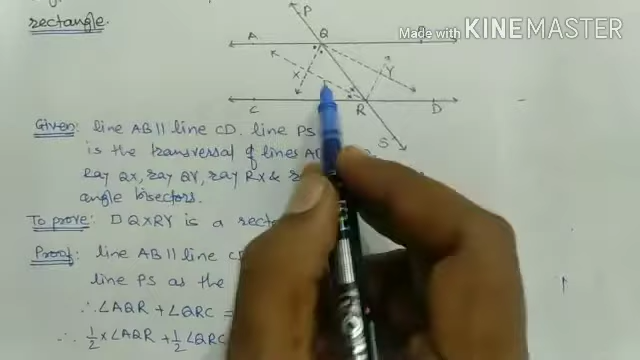 rectangle.
Made with KINEMASTER
P
A Q B
X Y
C R D
S
Given: line AB || line CD. line PS
is the transversal of lines
ray QX, ray QY, ray RX &
angle bisectors.
To prove: □ QXRY is a
Proof: line AB || line
line PS as the
∴ ∠AQR + ∠QRC =
∴ 1/2 × ∠AQR + 1/2 ∠QRC